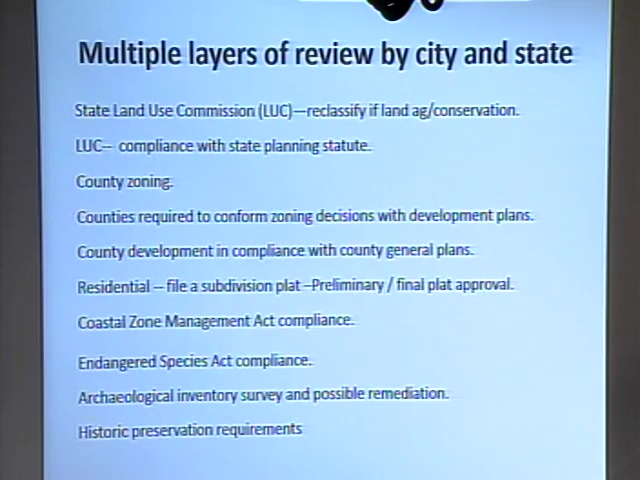 Multiple layers of review by city and state
State Land Use Commission (LUC)—reclassify if land ag/conservation.
LUC– compliance with state planning statute.
County zoning.
Counties required to conform zoning decisions with development plans.
County development in compliance with county general plans.
Residential – file a subdivision plat –Preliminary / final plat approval.
Coastal Zone Management Act compliance.
Endangered Species Act compliance.
Archaeological inventory survey and possible remediation.
Historic preservation requirements